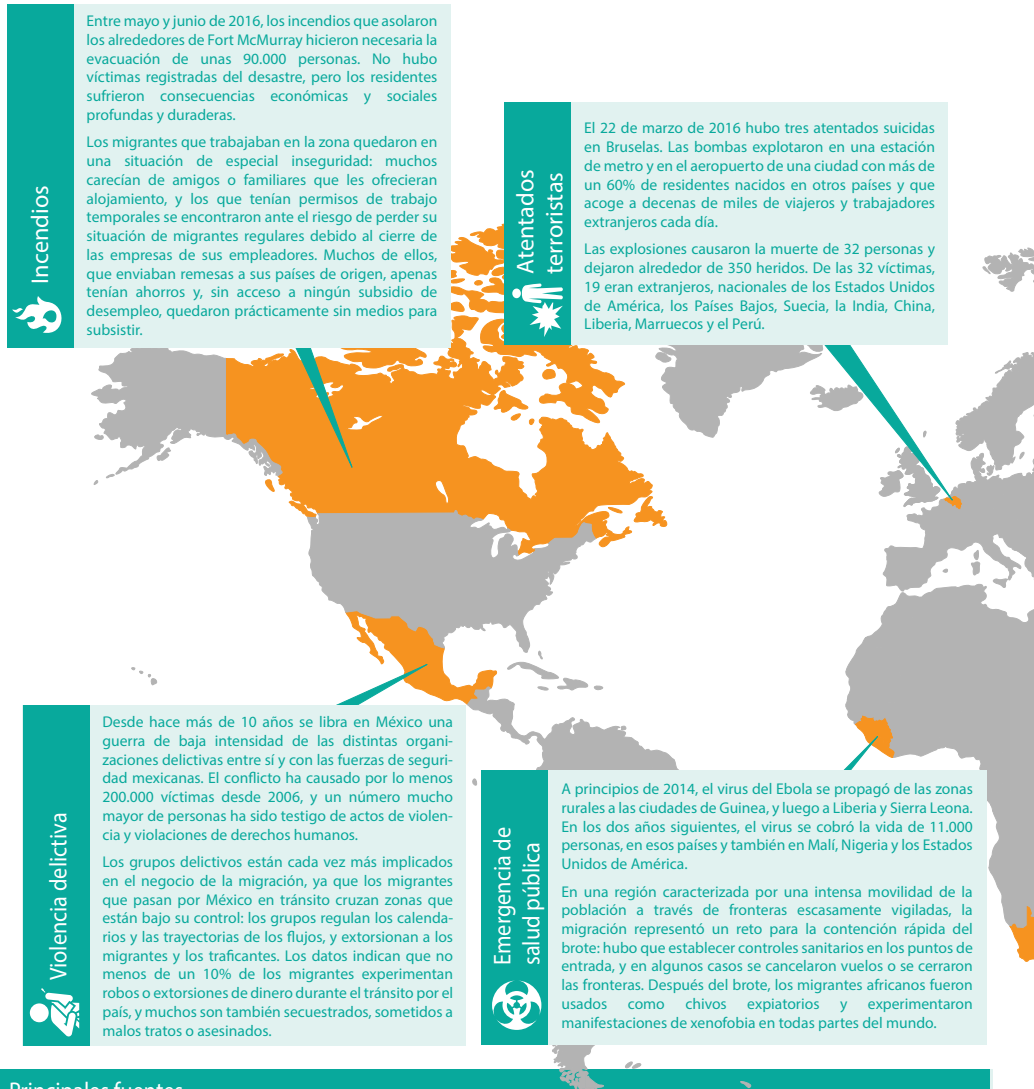 Incendios
Entre mayo y junio de 2016, los incendios que asolaron
los alrededores de Fort McMurray hicieron necesaria la
evacuación de unas 90.000 personas. No hubo
víctimas registradas del desastre, pero los residentes
sufrieron consecuencias económicas y sociales
profundas y duraderas.
Los migrantes que trabajaban en la zona quedaron en
una situación de especial inseguridad: muchos
carecían de amigos o familiares que les ofrecieran
alojamiento, y los que tenían permisos de trabajo
temporales se encontraron ante el riesgo de perder su
situación de migrantes regulares debido al cierre de
las empresas de sus empleadores. Muchos de ellos,
que enviaban remesas a sus países de origen, apenas
tenían ahorros y, sin acceso a ningún subsidio de
desempleo, quedaron prácticamente sin medios para
subsistir.
Atentados
terroristas
El 22 de marzo de 2016 hubo tres atentados suicidas
en Bruselas. Las bombas explotaron en una estación
de metro y en el aeropuerto de una ciudad con más de
un 60% de residentes nacidos en otros países y que
acoge a decenas de miles de viajeros y trabajadores
extranjeros cada día.
Las explosiones causaron la muerte de 32 personas y
dejaron alrededor de 350 heridos. De las 32 víctimas,
19 eran extranjeros, nacionales de los Estados Unidos
de América, los Países Bajos, Suecia, la India, China,
Liberia, Marruecos y el Perú.
Violencia delictiva
Desde hace más de 10 años se libra en México una
guerra de baja intensidad de las distintas organi-
zaciones delictivas entre sí y con las fuerzas de seguri-
dad mexicanas. El conflicto ha causado por lo menos
200.000 víctimas desde 2006, y un número mucho
mayor de personas ha sido testigo de actos de violen-
cia y violaciones de derechos humanos.
Los grupos delictivos están cada vez más implicados
en el negocio de la migración, ya que los migrantes
que pasan por México en tránsito cruzan zonas que
están bajo su control: los grupos regulan los calenda-
rios y las trayectorias de los flujos, y extorsionan a los
migrantes y los traficantes. Los datos indican que no
menos de un 10% de los migrantes experimentan
robos o extorsiones de dinero durante el tránsito por el
país, y muchos son también secuestrados, sometidos a
malos tratos o asesinados.
Emergencia de
salud pública
A principios de 2014, el virus del Ebola se propagó de las zonas
rurales a las ciudades de Guinea, y luego a Liberia y Sierra Leona.
En los dos años siguientes, el virus se cobró la vida de 11.000
personas, en esos países y también en Malí, Nigeria y los Estados
Unidos de América.
En una región caracterizada por una intensa movilidad de la
población a través de fronteras escasamente vigiladas, la
migración representó un reto para la contención rápida del
brote: hubo que establecer controles sanitarios en los puntos de
entrada, y en algunos casos se cancelaron vuelos o se cerraron
las fronteras. Después del brote, los migrantes africanos fueron
usados como chivos expiatorios y experimentaron
manifestaciones de xenofobia en todas partes del mundo.
Principales fuentes